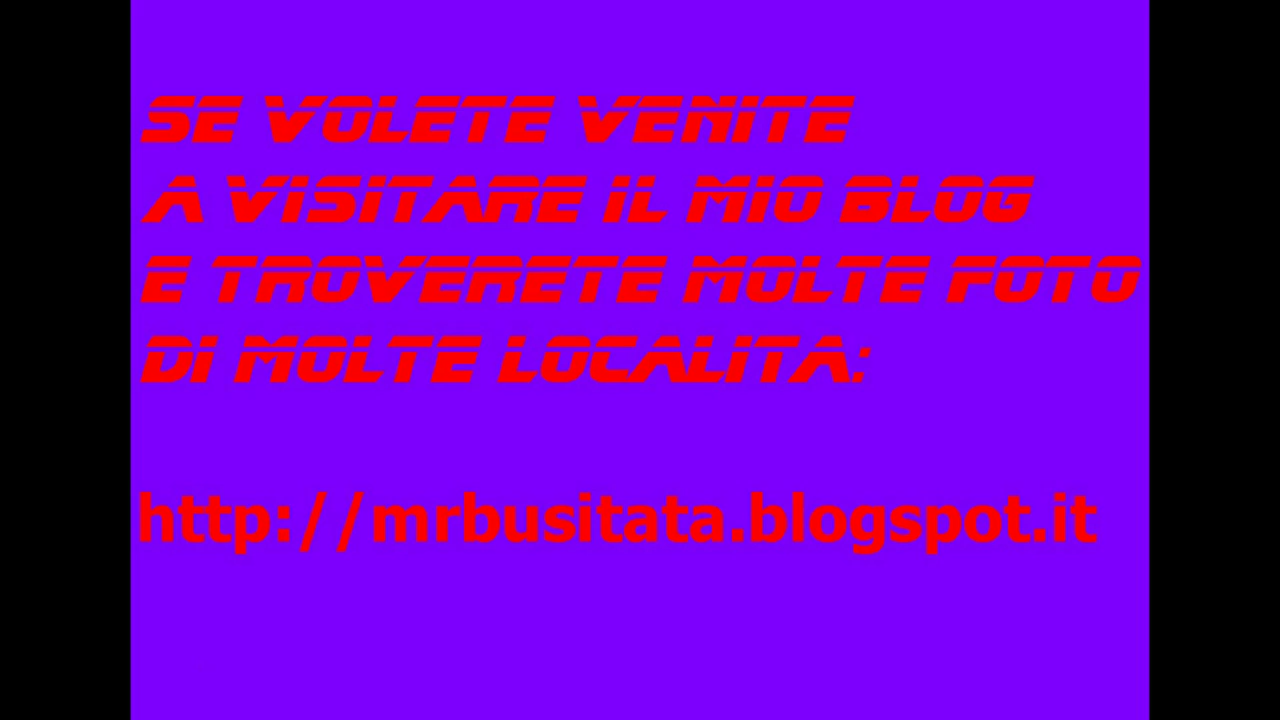 SE VOLETE VENITE
A VISITARE IL MIO BLOG
E TROVERETE MOLTE FOTO
DI MOLTE LOCALITA:
http://mrbusitata.blogspot.it